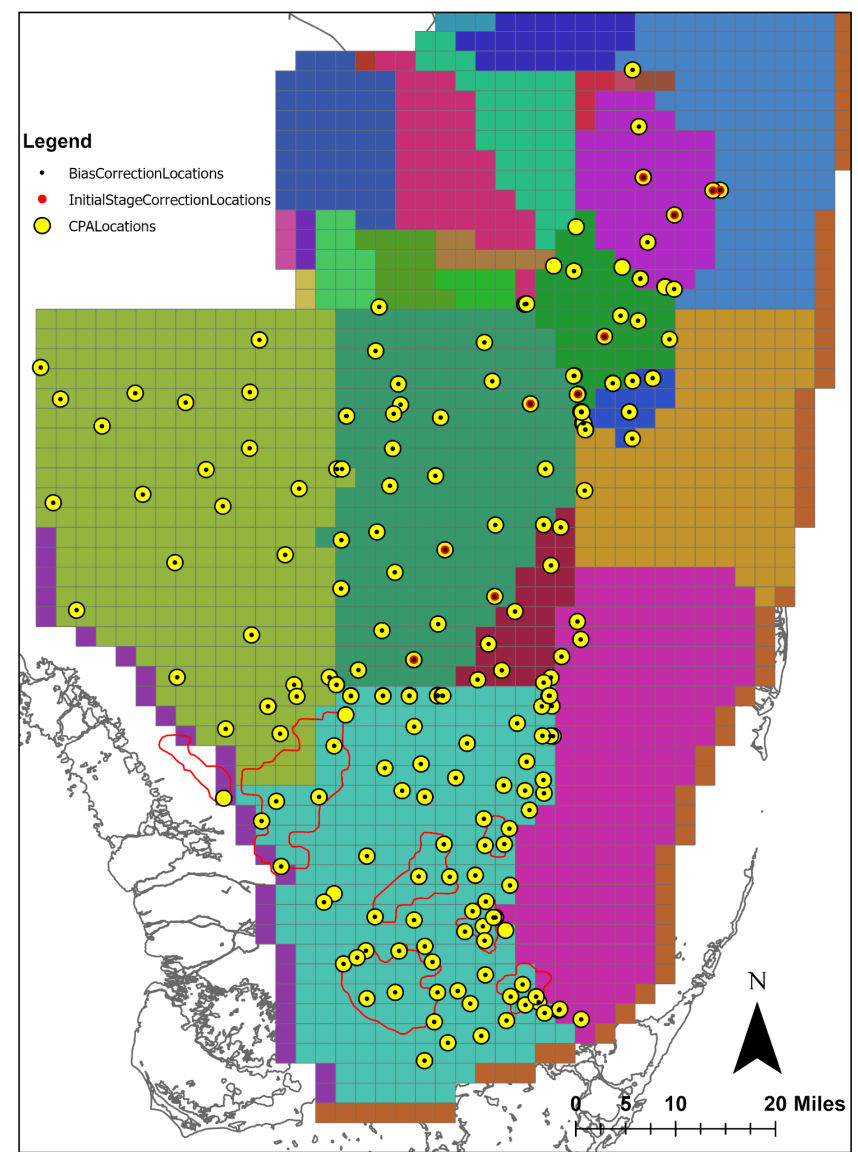 Legend
BiasCorrectionLocations
InitialStageCorrectionLocations
CPALocations
N
0 5 10 20 Miles